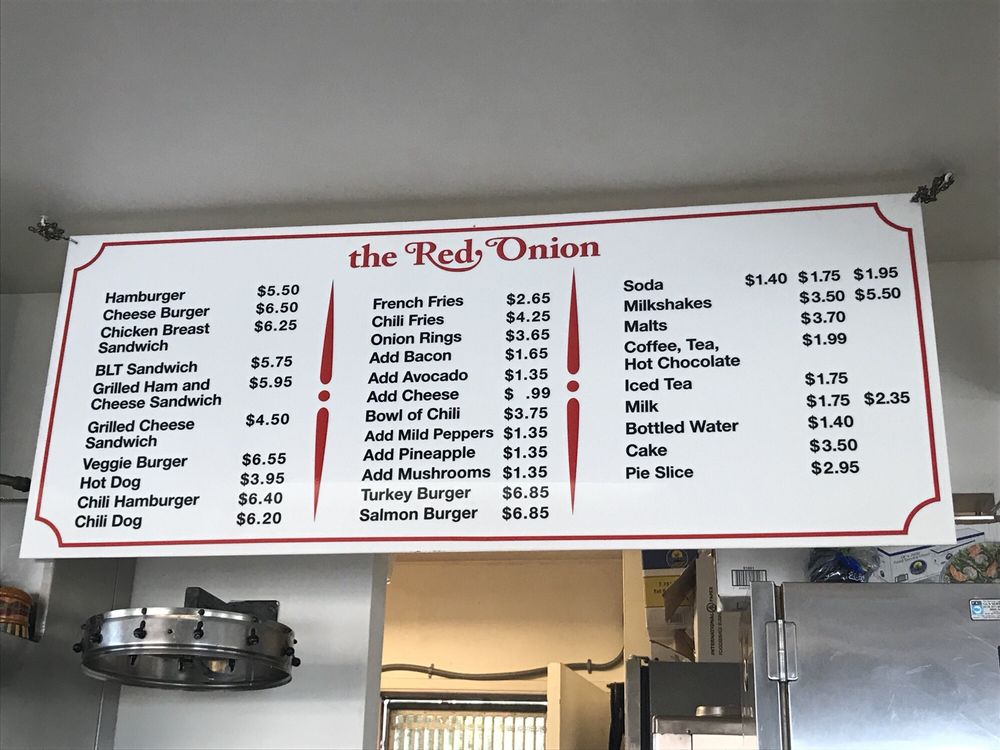 the Red Onion
Hamburger $5.50
Cheese Burger $6.50
Chicken Breast $6.25
Sandwich
BLT Sandwich $5.75
Grilled Ham and $5.95
Cheese Sandwich
Grilled Cheese $4.50
Sandwich
Veggie Burger $6.55
Hot Dog $3.95
Chili Hamburger $6.40
Chili Dog $6.20
French Fries $2.65
Chili Fries $4.25
Onion Rings $3.65
Add Bacon $1.65
Add Avocado $1.35
Add Cheese $ .99
Bowl of Chili $3.75
Add Mild Peppers $1.35
Add Pineapple $1.35
Add Mushrooms $1.35
Turkey Burger $6.85
Salmon Burger $6.85
Soda $1.40 $1.75 $1.95
Milkshakes $3.50 $5.50
Malts $3.70
Coffee, Tea, $1.99
Hot Chocolate
Iced Tea $1.75
Milk $1.75 $2.35
Bottled Water $1.40
Cake $3.50
Pie Slice $2.95
INTERNATIONAL PAPER